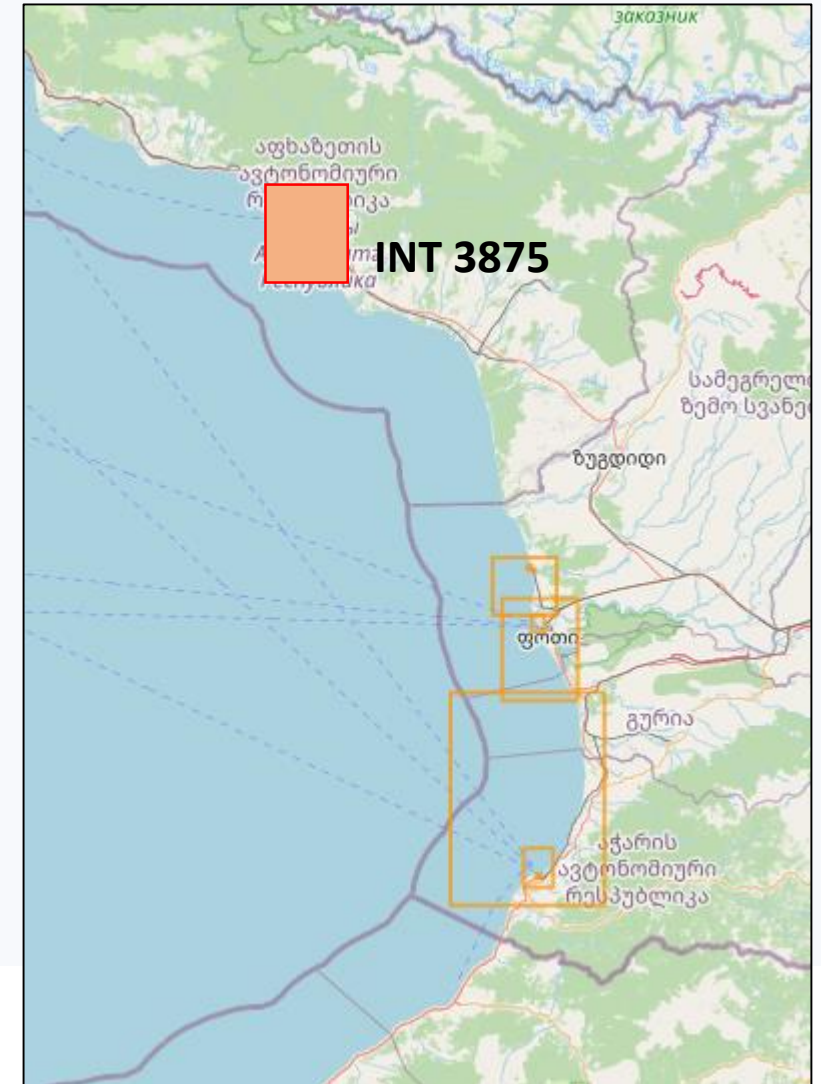 заказник
აფხაზეთის
ავტონომიური
INT 3875
სამეგრელო
ზემო სვანე
ზუგდიდი
ფოთი
გურია
აჭარის
ავტონომიური
რესპუბლიკა